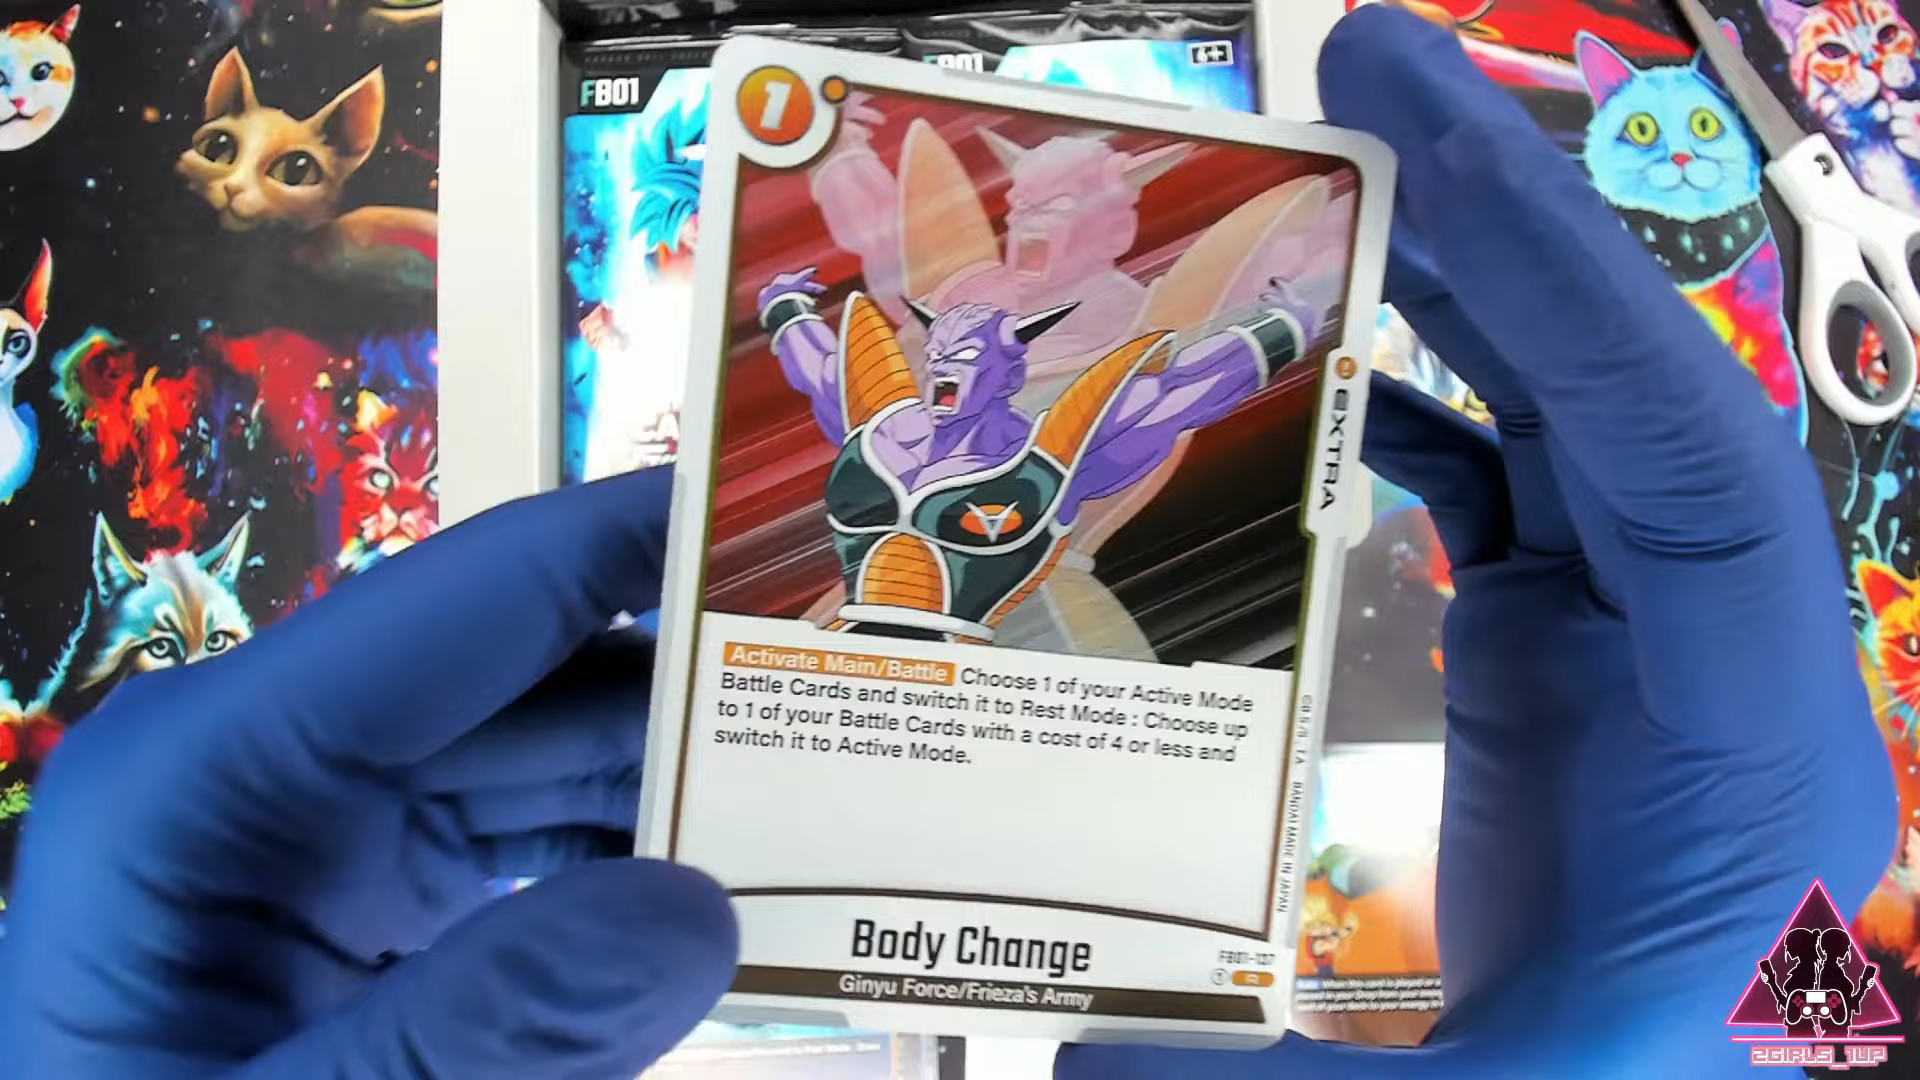 FB01
FB01
6+
1
EXTRA
Activate Main/Battle Choose 1 of your Active Mode
Battle Cards and switch it to Rest Mode : Choose up
to 1 of your Battle Cards with a cost of 4 or less and
switch it to Active Mode.
BANDAI MADE IN JAPAN
Body Change
FB01-137
R
Ginyu Force/Frieza's Army
2GIRLS_1UP